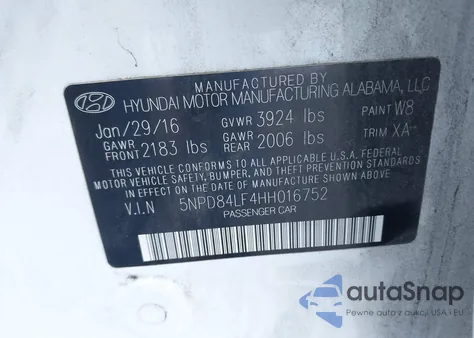 MANUFACTURED BY
HYUNDAI MOTOR MANUFACTURING ALABAMA, LLC
Jan/29/16 GVWR 3924 lbs PAINT W8
GAWR FRONT 2183 lbs GAWR REAR 2006 lbs TRIM XA
THIS VEHICLE CONFORMS TO ALL APPLICABLE U.S.A. FEDERAL
MOTOR VEHICLE SAFETY, BUMPER, AND THEFT PREVENTION
STANDARDS IN EFFECT ON THE DATE OF MANUFACTURE SHOWN ABOVE.
V.I.N 5NPD84LF4HH016752
PASSENGER CAR
autoSnap
Pewne auto z aukcji USA i EU